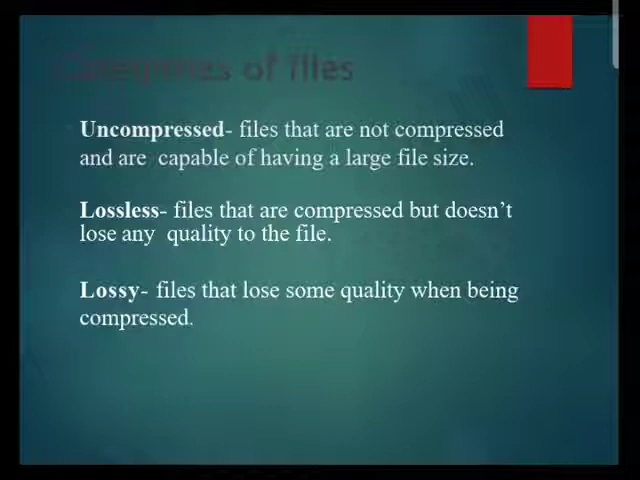 Categories of files
Uncompressed- files that are not compressed
and are capable of having a large file size.
Lossless- files that are compressed but doesn't
lose any quality to the file.
Lossy- files that lose some quality when being
compressed.